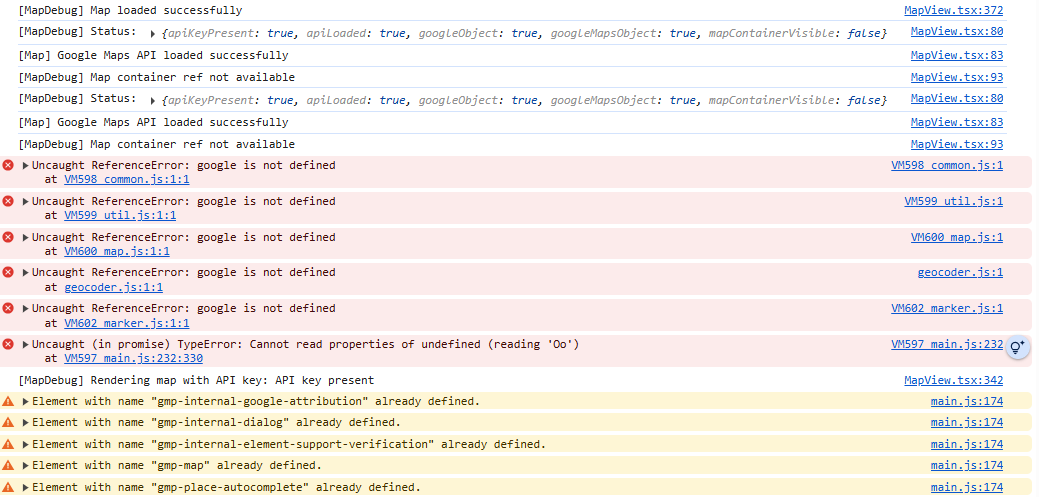 [MapDebug] Map loaded successfully MapView.tsx:372
[MapDebug] Status: ▶ {apiKeyPresent: true, apiLoaded: true, googleObject: true, googleMapsObject: true, mapContainerVisible: false} MapView.tsx:80
[Map] Google Maps API loaded successfully MapView.tsx:83
[MapDebug] Map container ref not available MapView.tsx:93
[MapDebug] Status: ▶ {apiKeyPresent: true, apiLoaded: true, googleObject: true, googleMapsObject: true, mapContainerVisible: false} MapView.tsx:80
[Map] Google Maps API loaded successfully MapView.tsx:83
[MapDebug] Map container ref not available MapView.tsx:93
▶ Uncaught ReferenceError: google is not defined VM598 common.js:1
at VM598 common.js:1:1
▶ Uncaught ReferenceError: google is not defined VM599 util.js:1
at VM599 util.js:1:1
▶ Uncaught ReferenceError: google is not defined VM600 map.js:1
at VM600 map.js:1:1
▶ Uncaught ReferenceError: google is not defined geocoder.js:1
at geocoder.js:1:1
▶ Uncaught ReferenceError: google is not defined VM602 marker.js:1
at VM602 marker.js:1:1
▶ Uncaught (in promise) TypeError: Cannot read properties of undefined (reading 'Oo') VM597 main.js:232
at VM597 main.js:232:330
[MapDebug] Rendering map with API key: API key present MapView.tsx:342
▶ Element with name "gmp-internal-google-attribution" already defined. main.js:174
▶ Element with name "gmp-internal-dialog" already defined. main.js:174
▶ Element with name "gmp-internal-element-support-verification" already defined. main.js:174
▶ Element with name "gmp-map" already defined. main.js:174
▶ Element with name "gmp-place-autocomplete" already defined. main.js:174